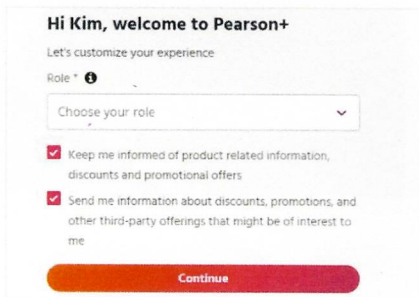 Hi Kim, welcome to Pearson+
Let's customize your experience
Role *
Choose your role
Keep me informed of product related information,
discounts and promotional offers
Send me information about discounts, promotions, and
other third-party offerings that might be of interest to
me
Continue